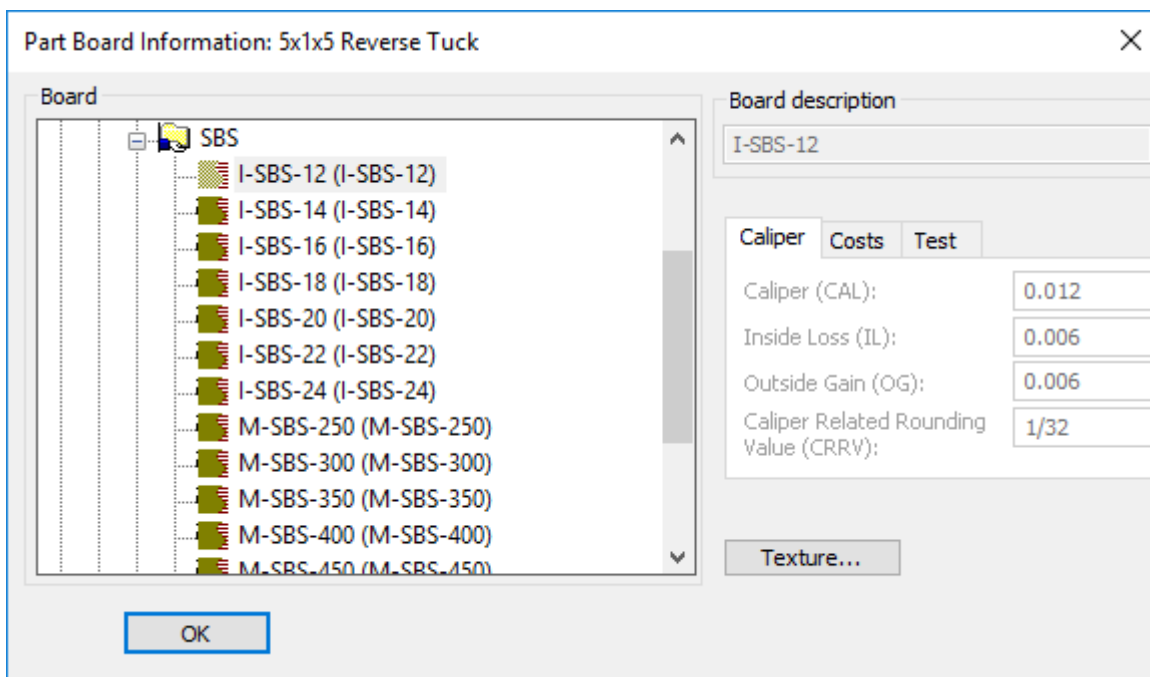 Part Board Information: 5x1x5 Reverse Tuck
Board
SBS
I-SBS-12 (I-SBS-12)
I-SBS-14 (I-SBS-14)
I-SBS-16 (I-SBS-16)
I-SBS-18 (I-SBS-18)
I-SBS-20 (I-SBS-20)
I-SBS-22 (I-SBS-22)
I-SBS-24 (I-SBS-24)
M-SBS-250 (M-SBS-250)
M-SBS-300 (M-SBS-300)
M-SBS-350 (M-SBS-350)
M-SBS-400 (M-SBS-400)
M-SBS-450 (M-SBS-450)
OK
Board description
I-SBS-12
Caliper Costs Test
Caliper (CAL): 0.012
Inside Loss (IL): 0.006
Outside Gain (OG): 0.006
Caliper Related Rounding
Value (CRRV): 1/32
Texture...